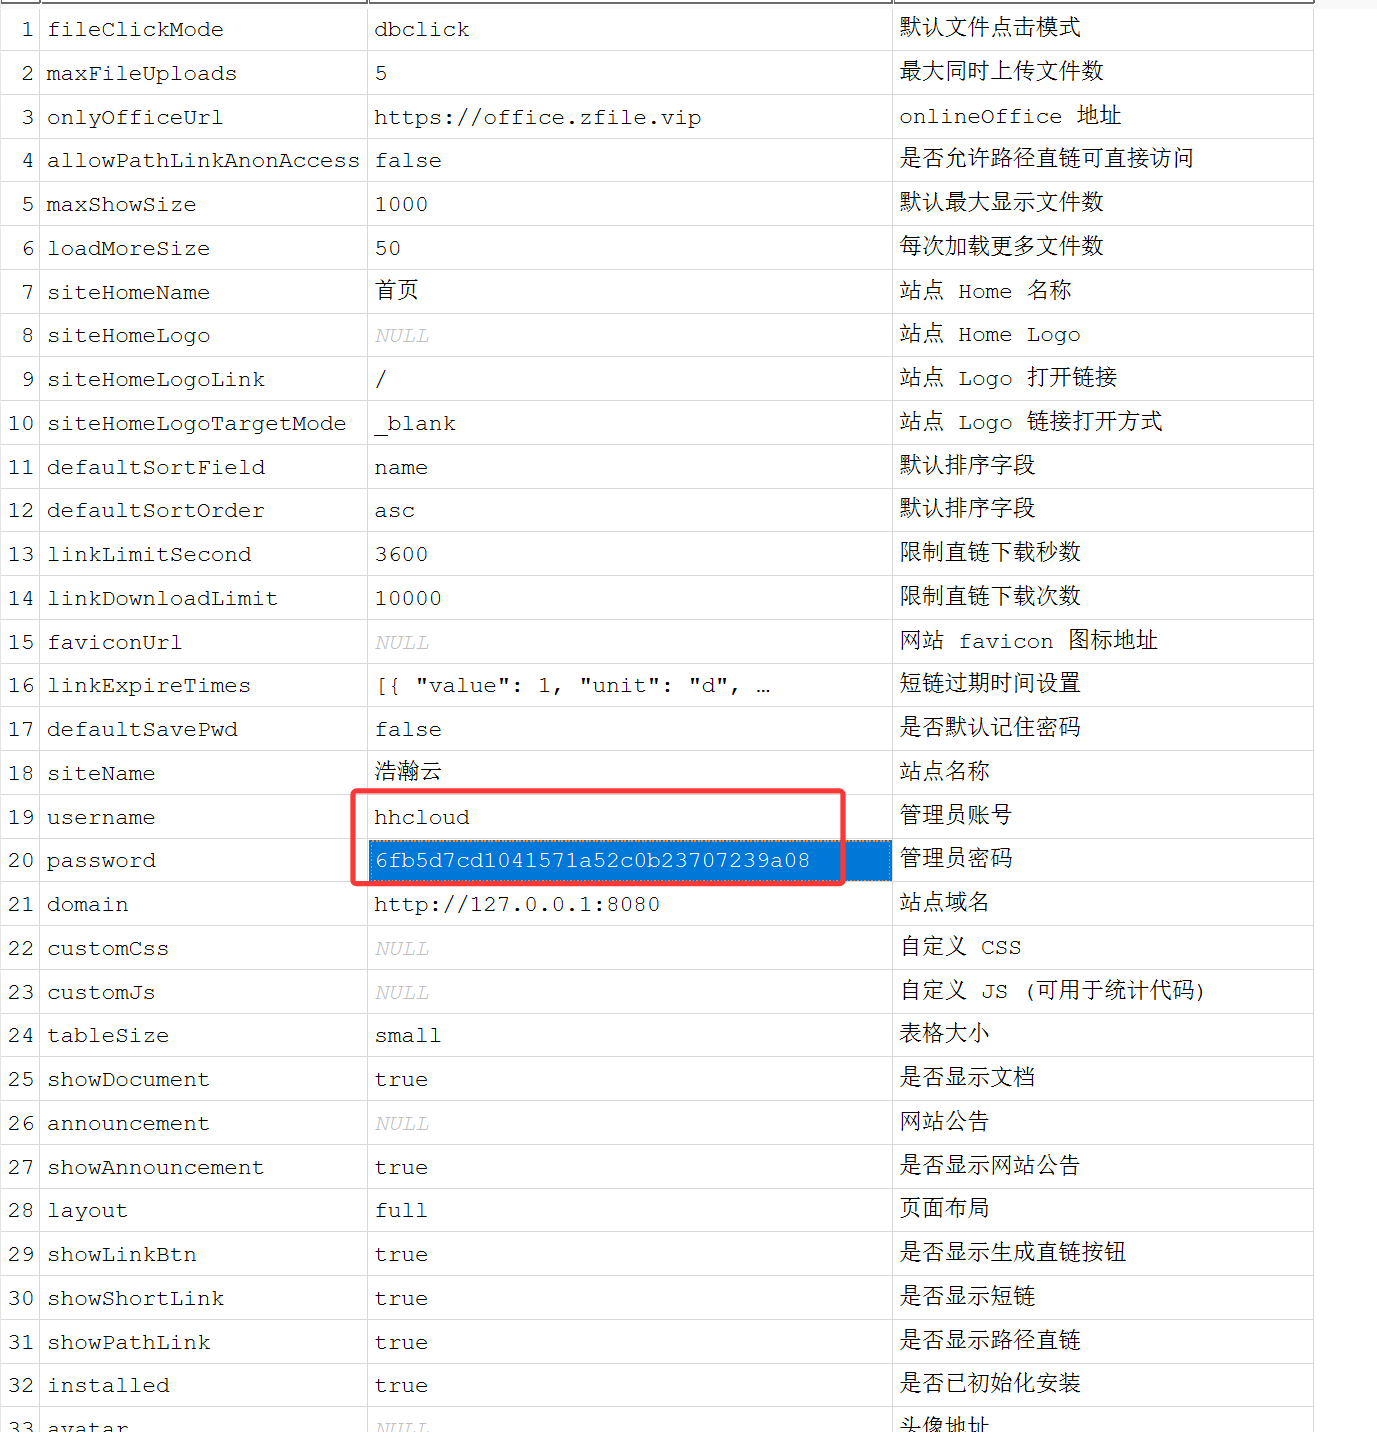 1 fileClickMode dbclick 默认文件点击模式
2 maxFileUploads 5 最大同时上传文件数
3 onlyOfficeUrl https://office.zfile.vip onlineOffice 地址
4 allowPathLinkAnonAccess false 是否允许路径直链可直接访问
5 maxShowSize 1000 默认最大显示文件数
6 loadMoreSize 50 每次加载更多文件数
7 siteHomeName 首页 站点 Home 名称
8 siteHomeLogo NULL 站点 Home Logo
9 siteHomeLogoLink / 站点 Logo 打开链接
10 siteHomeLogoTargetMode _blank 站点 Logo 链接打开方式
11 defaultSortField name 默认排序字段
12 defaultSortOrder asc 默认排序字段
13 linkLimitSecond 3600 限制直链下载秒数
14 linkDownloadLimit 10000 限制直链下载次数
15 faviconUrl NULL 网站 favicon 图标地址
16 linkExpireTimes [{ "value": 1, "unit": "d", … 短链过期时间设置
17 defaultSavePwd false 是否默认记住密码
18 siteName 浩瀚云 站点名称
19 username hhcloud 管理员账号
20 password 6fb5d7cd1041571a52c0b23707239a08 管理员密码
21 domain http://127.0.0.1:8080 站点域名
22 customCss NULL 自定义 CSS
23 customJs NULL 自定义 JS (可用于统计代码)
24 tableSize small 表格大小
25 showDocument true 是否显示文档
26 announcement NULL 网站公告
27 showAnnouncement true 是否显示网站公告
28 layout full 页面布局
29 showLinkBtn true 是否显示生成直链按钮
30 showShortLink true 是否显示短链
31 showPathLink true 是否显示路径直链
32 installed true 是否已初始化安装
33 avatar NULL 头像地址